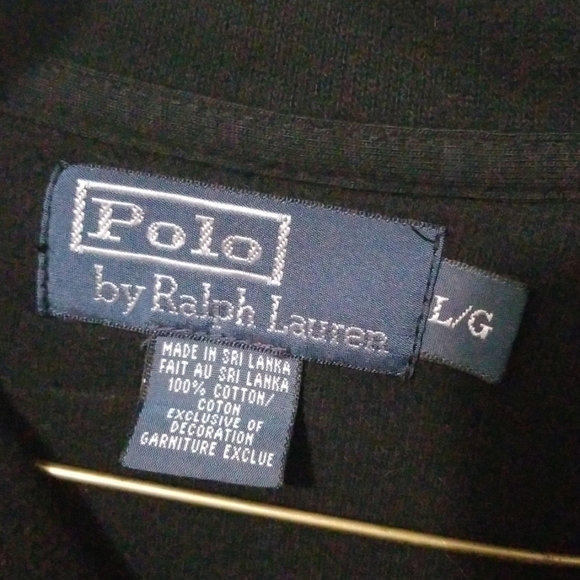 Polo
by Ralph Lauren
L/G
MADE IN SRI LANKA
FAIT AU SRI LANKA
100% COTTON/
COTON
EXCLUSIVE OF
DECORATION
GARNITURE EXCLUE